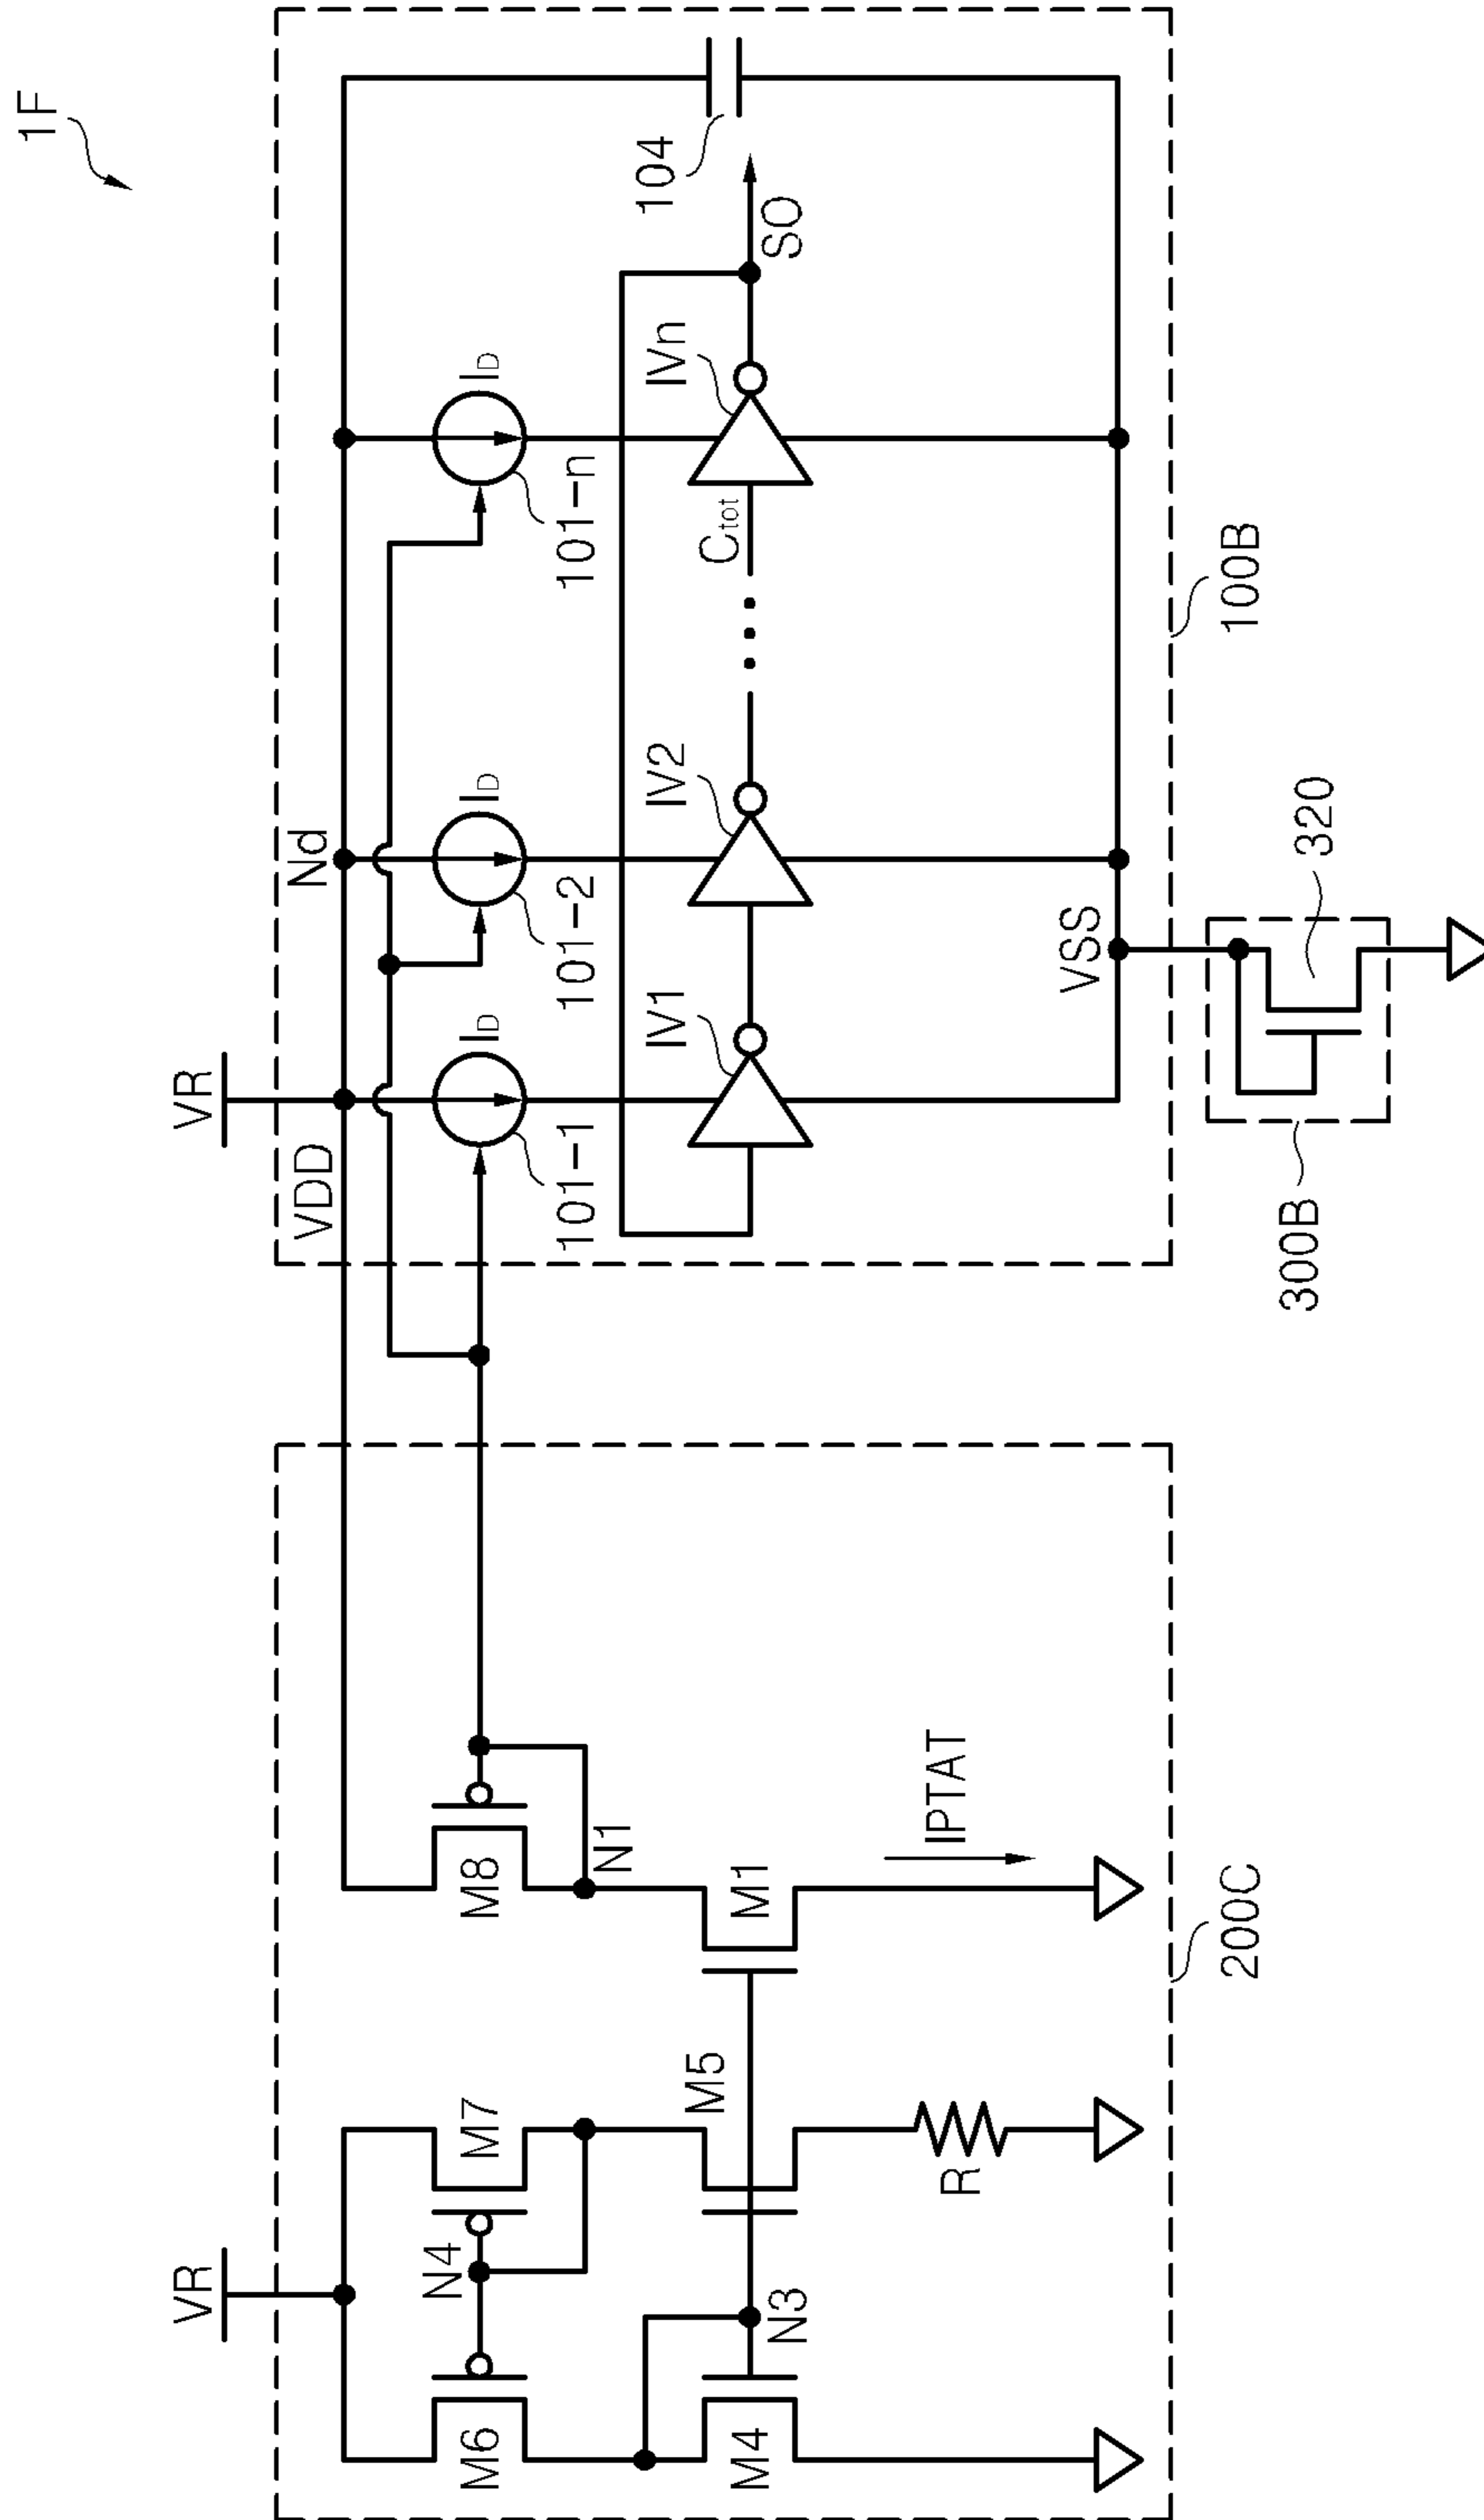 1F
VR
VR
VDD
Nd
M6
N4
M7
M8
N1
ID
ID
ID
101-1
101-2
101-n
IV1
IV2
IVn
Ctot
104
SO
M4
N3
M5
M1
R
IPTAT
VSS
200C
100B
300B
320